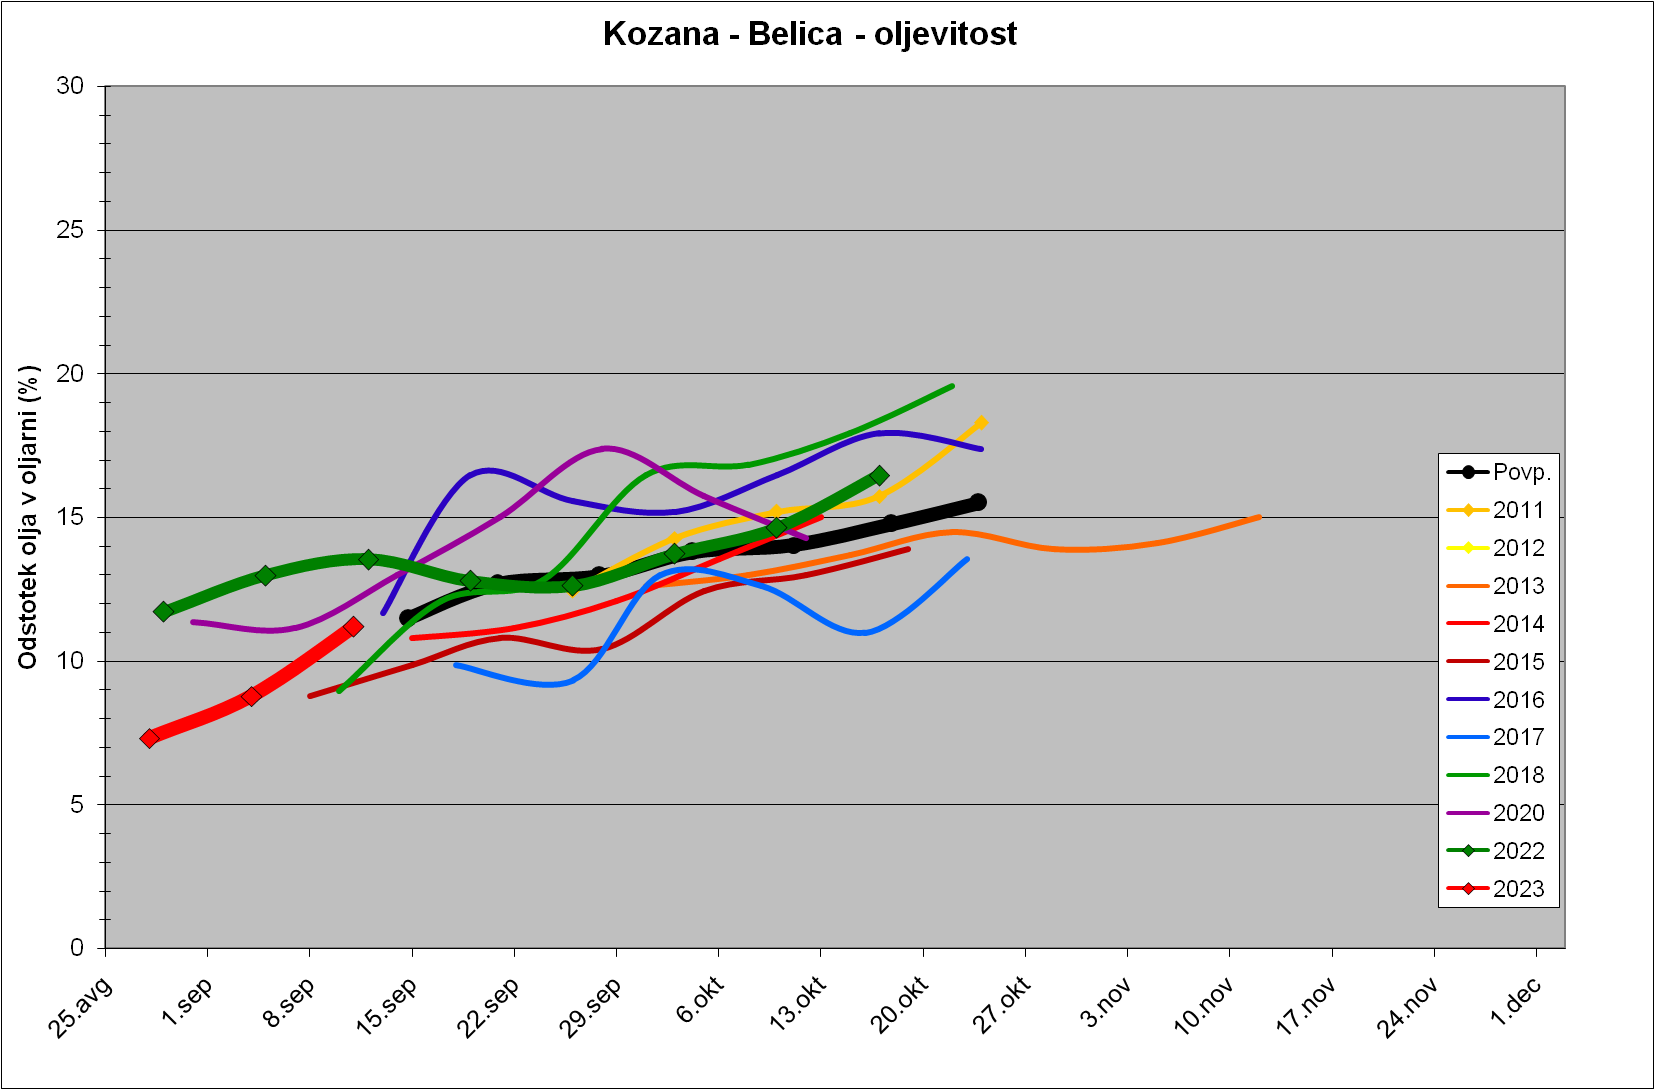 Kozana - Belica - oljevitost
Odstotek olja v oljarni (%)
30
25
20
15
10
5
0
25.avg
1.sep
8.sep
15.sep
22.sep
29.sep
6.okt
13.okt
20.okt
27.okt
3.nov
10.nov
17.nov
24.nov
1.dec
Povp.
2011
2012
2013
2014
2015
2016
2017
2018
2020
2022
2023